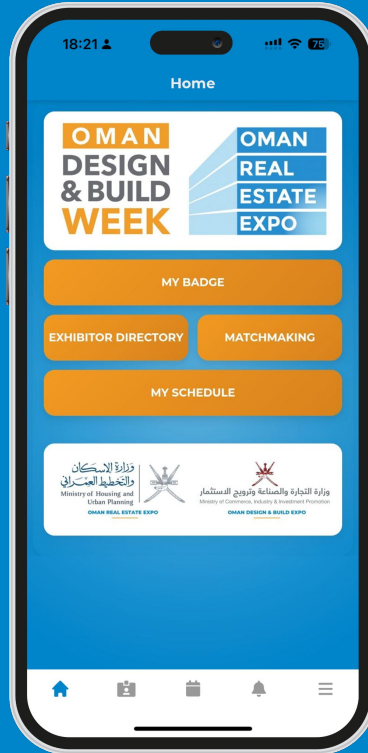 18:21
75
Home
OMAN
DESIGN
& BUILD
WEEK
OMAN
REAL
ESTATE
EXPO
MY BADGE
EXHIBITOR DIRECTORY
MATCHMAKING
MY SCHEDULE
وزارة الإسكان
والتخطيط العمراني
Ministry of Housing and
Urban Planning
OMAN REAL ESTATE EXPO
وزارة التجارة والصناعة وترويج الاستثمار
Ministry of Commerce, Industry & Investment Promotion
OMAN DESIGN & BUILD EXPO